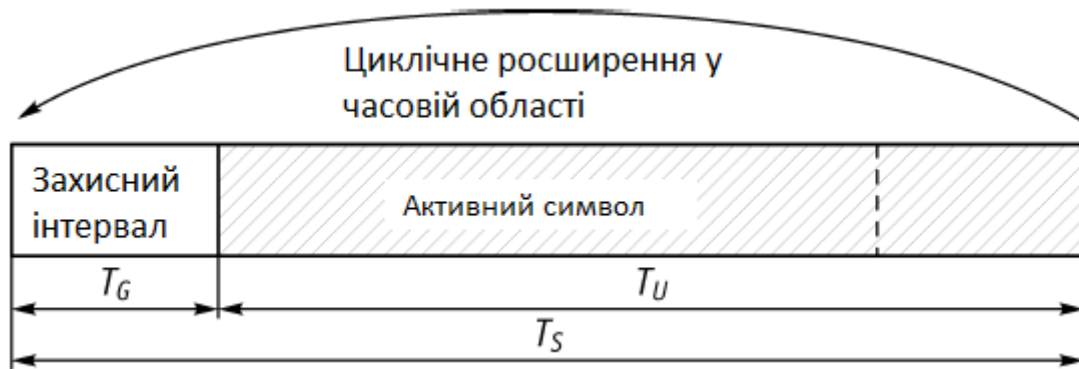 Циклічне росширення у
часовій області
Захисний
інтервал
Активний символ
T_G
T_U
T_S